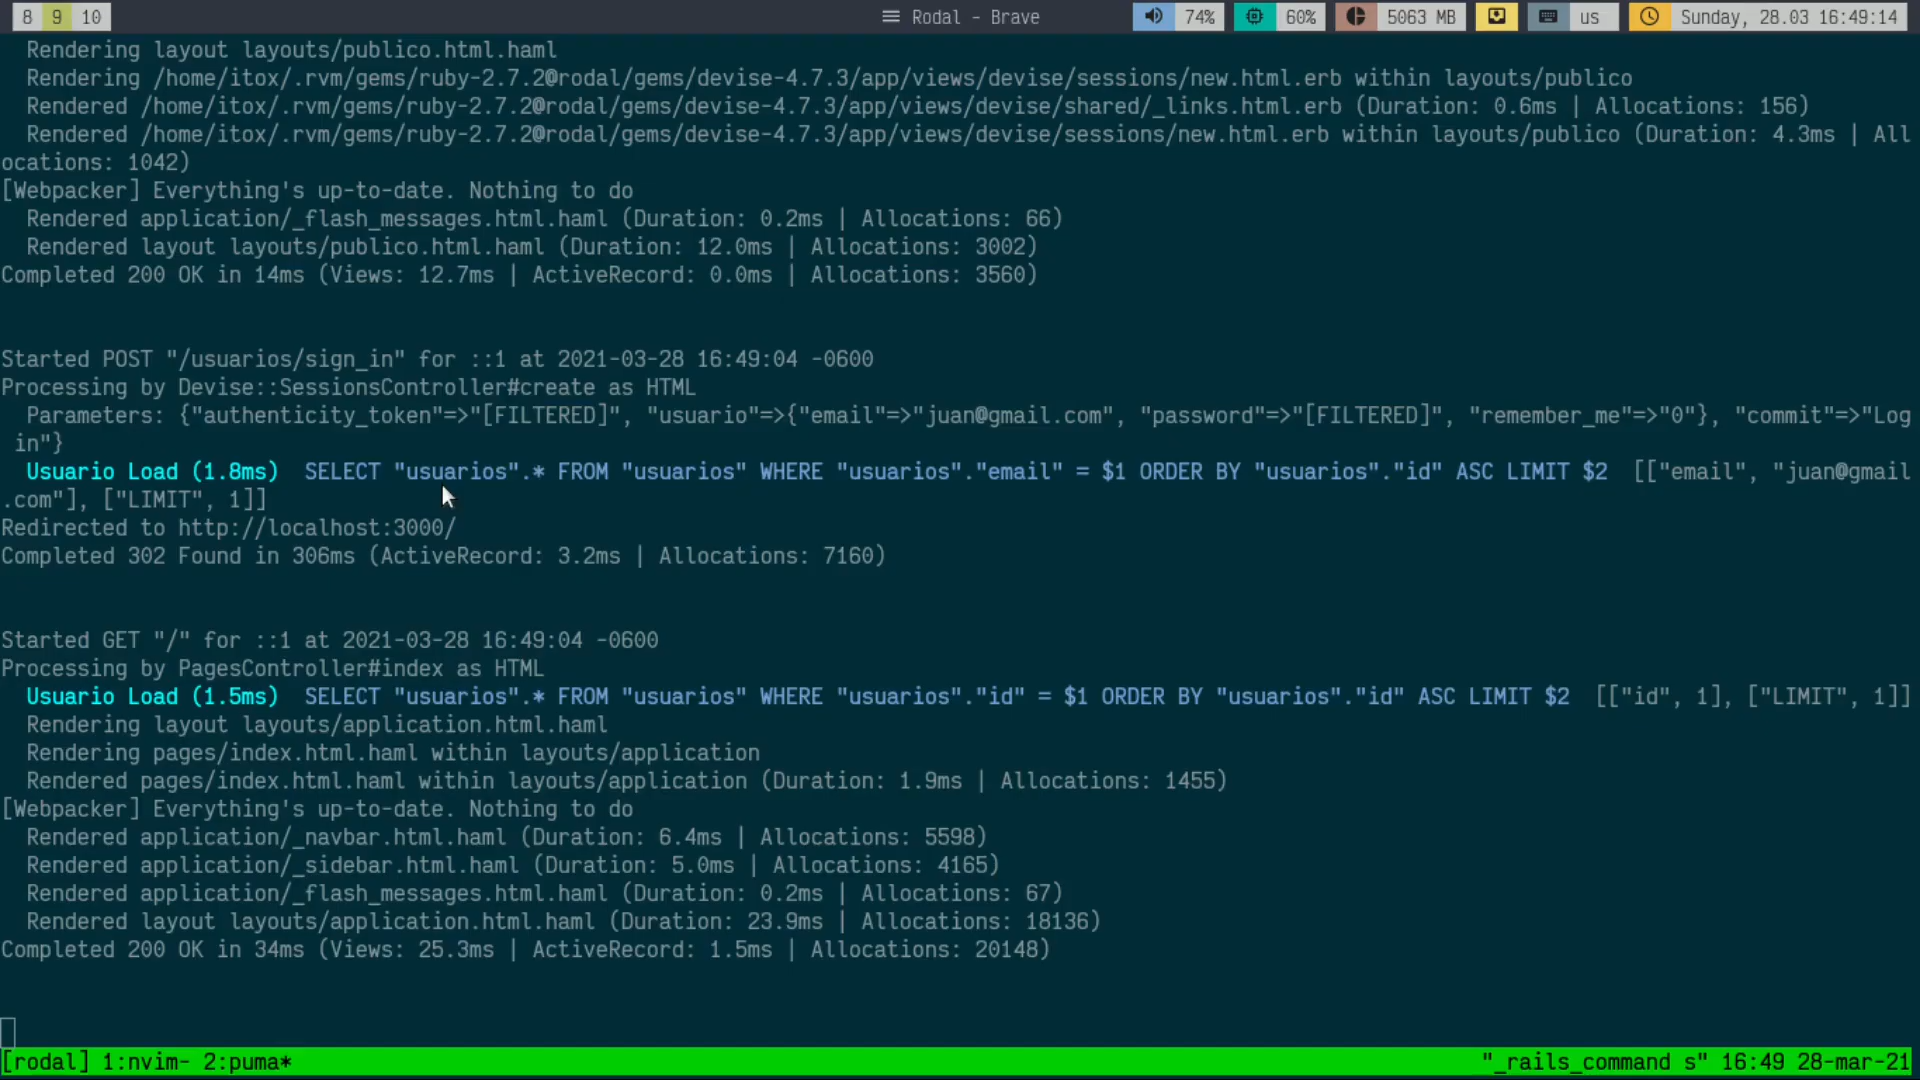 8 9 10 Rodal - Brave 74% 60% 5063 MB us Sunday, 28.03 16:49:14
Rendering layout layouts/publico.html.haml
Rendering /home/itox/.rvm/gems/ruby-2.7.2@rodal/gems/devise-4.7.3/app/views/devise/sessions/new.html.erb within layouts/publico
Rendered /home/itox/.rvm/gems/ruby-2.7.2@rodal/gems/devise-4.7.3/app/views/devise/shared/_links.html.erb (Duration: 0.6ms | Allocations: 156)
Rendered /home/itox/.rvm/gems/ruby-2.7.2@rodal/gems/devise-4.7.3/app/views/devise/sessions/new.html.erb within layouts/publico (Duration: 4.3ms | All
ocations: 1042)
[Webpacker] Everything's up-to-date. Nothing to do
Rendered application/_flash_messages.html.haml (Duration: 0.2ms | Allocations: 66)
Rendered layout layouts/publico.html.haml (Duration: 12.0ms | Allocations: 3002)
Completed 200 OK in 14ms (Views: 12.7ms | ActiveRecord: 0.0ms | Allocations: 3560)
Started POST "/usuarios/sign_in" for ::1 at 2021-03-28 16:49:04 -0600
Processing by Devise::SessionsController#create as HTML
Parameters: {"authenticity_token"=>"[FILTERED]", "usuario"=>{"email"=>"juan@gmail.com", "password"=>"[FILTERED]", "remember_me"=>"0"}, "commit"=>"Log
in"}
Usuario Load (1.8ms) SELECT "usuarios".* FROM "usuarios" WHERE "usuarios"."email" = $1 ORDER BY "usuarios"."id" ASC LIMIT $2 [["email", "juan@gmail
.com"], ["LIMIT", 1]]
Redirected to http://localhost:3000/
Completed 302 Found in 306ms (ActiveRecord: 3.2ms | Allocations: 7160)
Started GET "/" for ::1 at 2021-03-28 16:49:04 -0600
Processing by PagesController#index as HTML
Usuario Load (1.5ms) SELECT "usuarios".* FROM "usuarios" WHERE "usuarios"."id" = $1 ORDER BY "usuarios"."id" ASC LIMIT $2 [["id", 1], ["LIMIT", 1]]
Rendering layout layouts/application.html.haml
Rendering pages/index.html.haml within layouts/application
Rendered pages/index.html.haml within layouts/application (Duration: 1.9ms | Allocations: 1455)
[Webpacker] Everything's up-to-date. Nothing to do
Rendered application/_navbar.html.haml (Duration: 6.4ms | Allocations: 5598)
Rendered application/_sidebar.html.haml (Duration: 5.0ms | Allocations: 4165)
Rendered application/_flash_messages.html.haml (Duration: 0.2ms | Allocations: 67)
Rendered layout layouts/application.html.haml (Duration: 23.9ms | Allocations: 18136)
Completed 200 OK in 34ms (Views: 25.3ms | ActiveRecord: 1.5ms | Allocations: 20148)
[rodal] 1:nvim- 2:puma* "_rails_command s" 16:49 28-mar-21